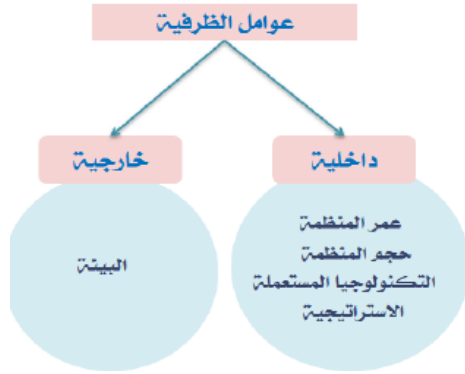 عوامل الظرفية
داخلية
خارجية
عمر المنظمة
حجم المنظمة
التكنولوجيا المستعملة
الاستراتيجية
البيئة